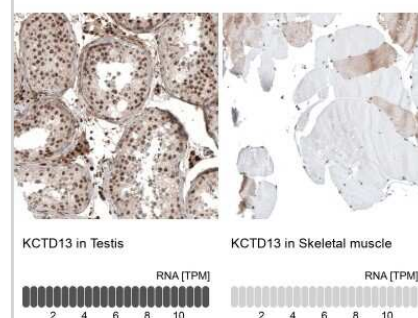 KCTD13 in Testis
KCTD13 in Skeletal muscle
RNA [TPM]
RNA [TPM]
2 4 6 8 10
2 4 6 8 10